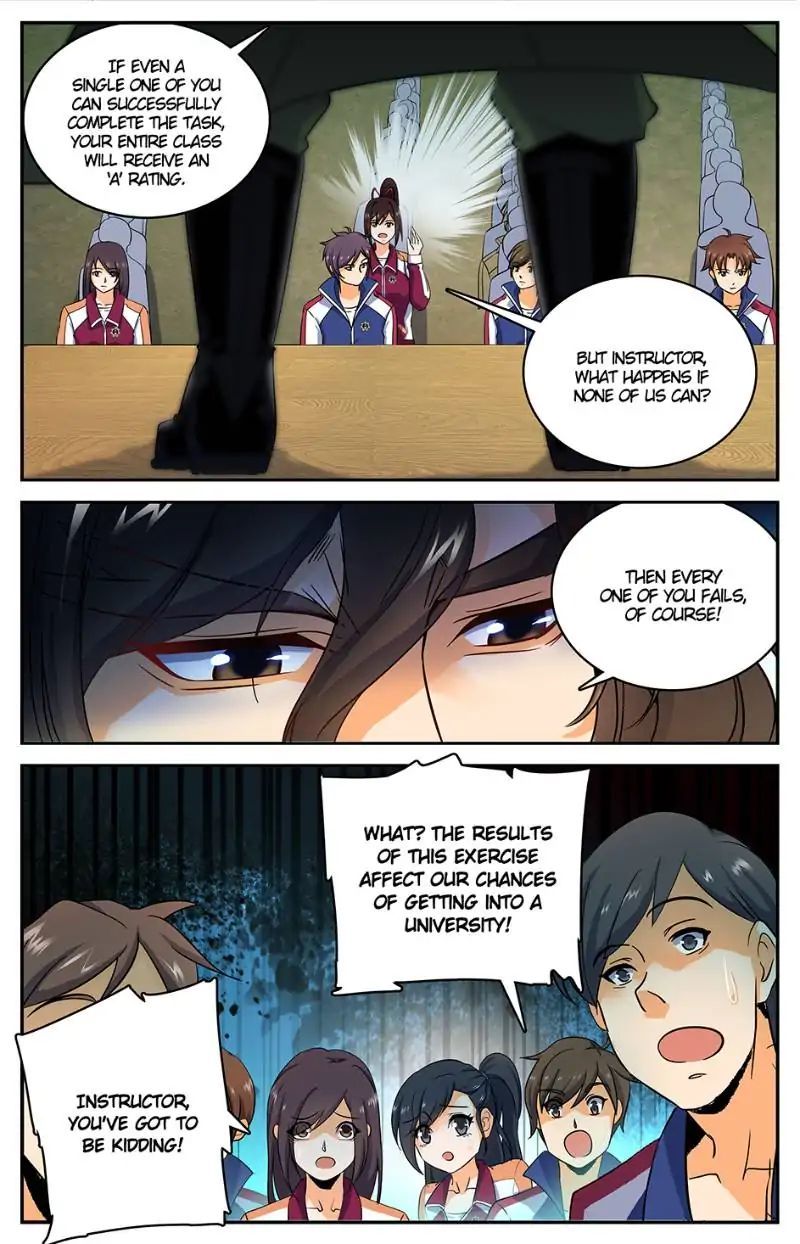 IF EVEN A
SINGLE ONE OF YOU
CAN SUCCESSFULLY
COMPLETE THE TASK,
YOUR ENTIRE CLASS
WILL RECEIVE AN
'A' RATING.
BUT INSTRUCTOR,
WHAT HAPPENS IF
NONE OF US CAN?
THEN EVERY
ONE OF YOU FAILS,
OF COURSE!
WHAT? THE RESULTS
OF THIS EXERCISE
AFFECT OUR CHANCES
OF GETTING INTO A
UNIVERSITY!
INSTRUCTOR,
YOU'VE GOT TO
BE KIDDING!